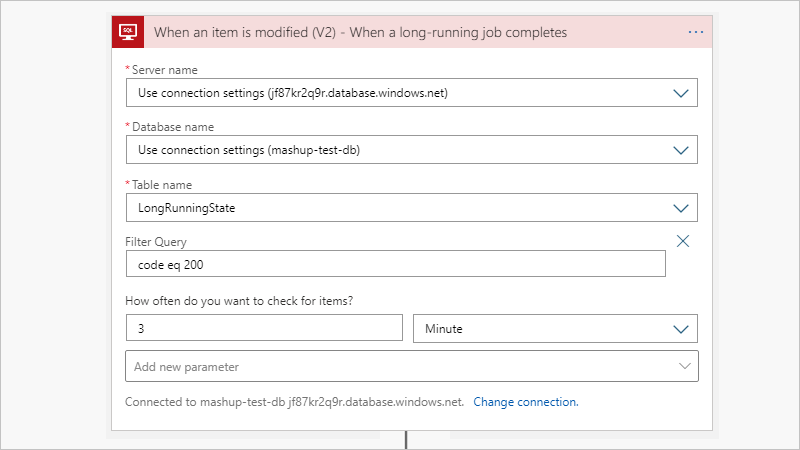 SQL
When an item is modified (V2) - When a long-running job completes
* Server name
Use connection settings (jf87kr2q9r.database.windows.net)
* Database name
Use connection settings (mashup-test-db)
* Table name
LongRunningState
Filter Query
code eq 200
How often do you want to check for items?
3 Minute
Add new parameter
Connected to mashup-test-db jf87kr2q9r.database.windows.net. Change connection.